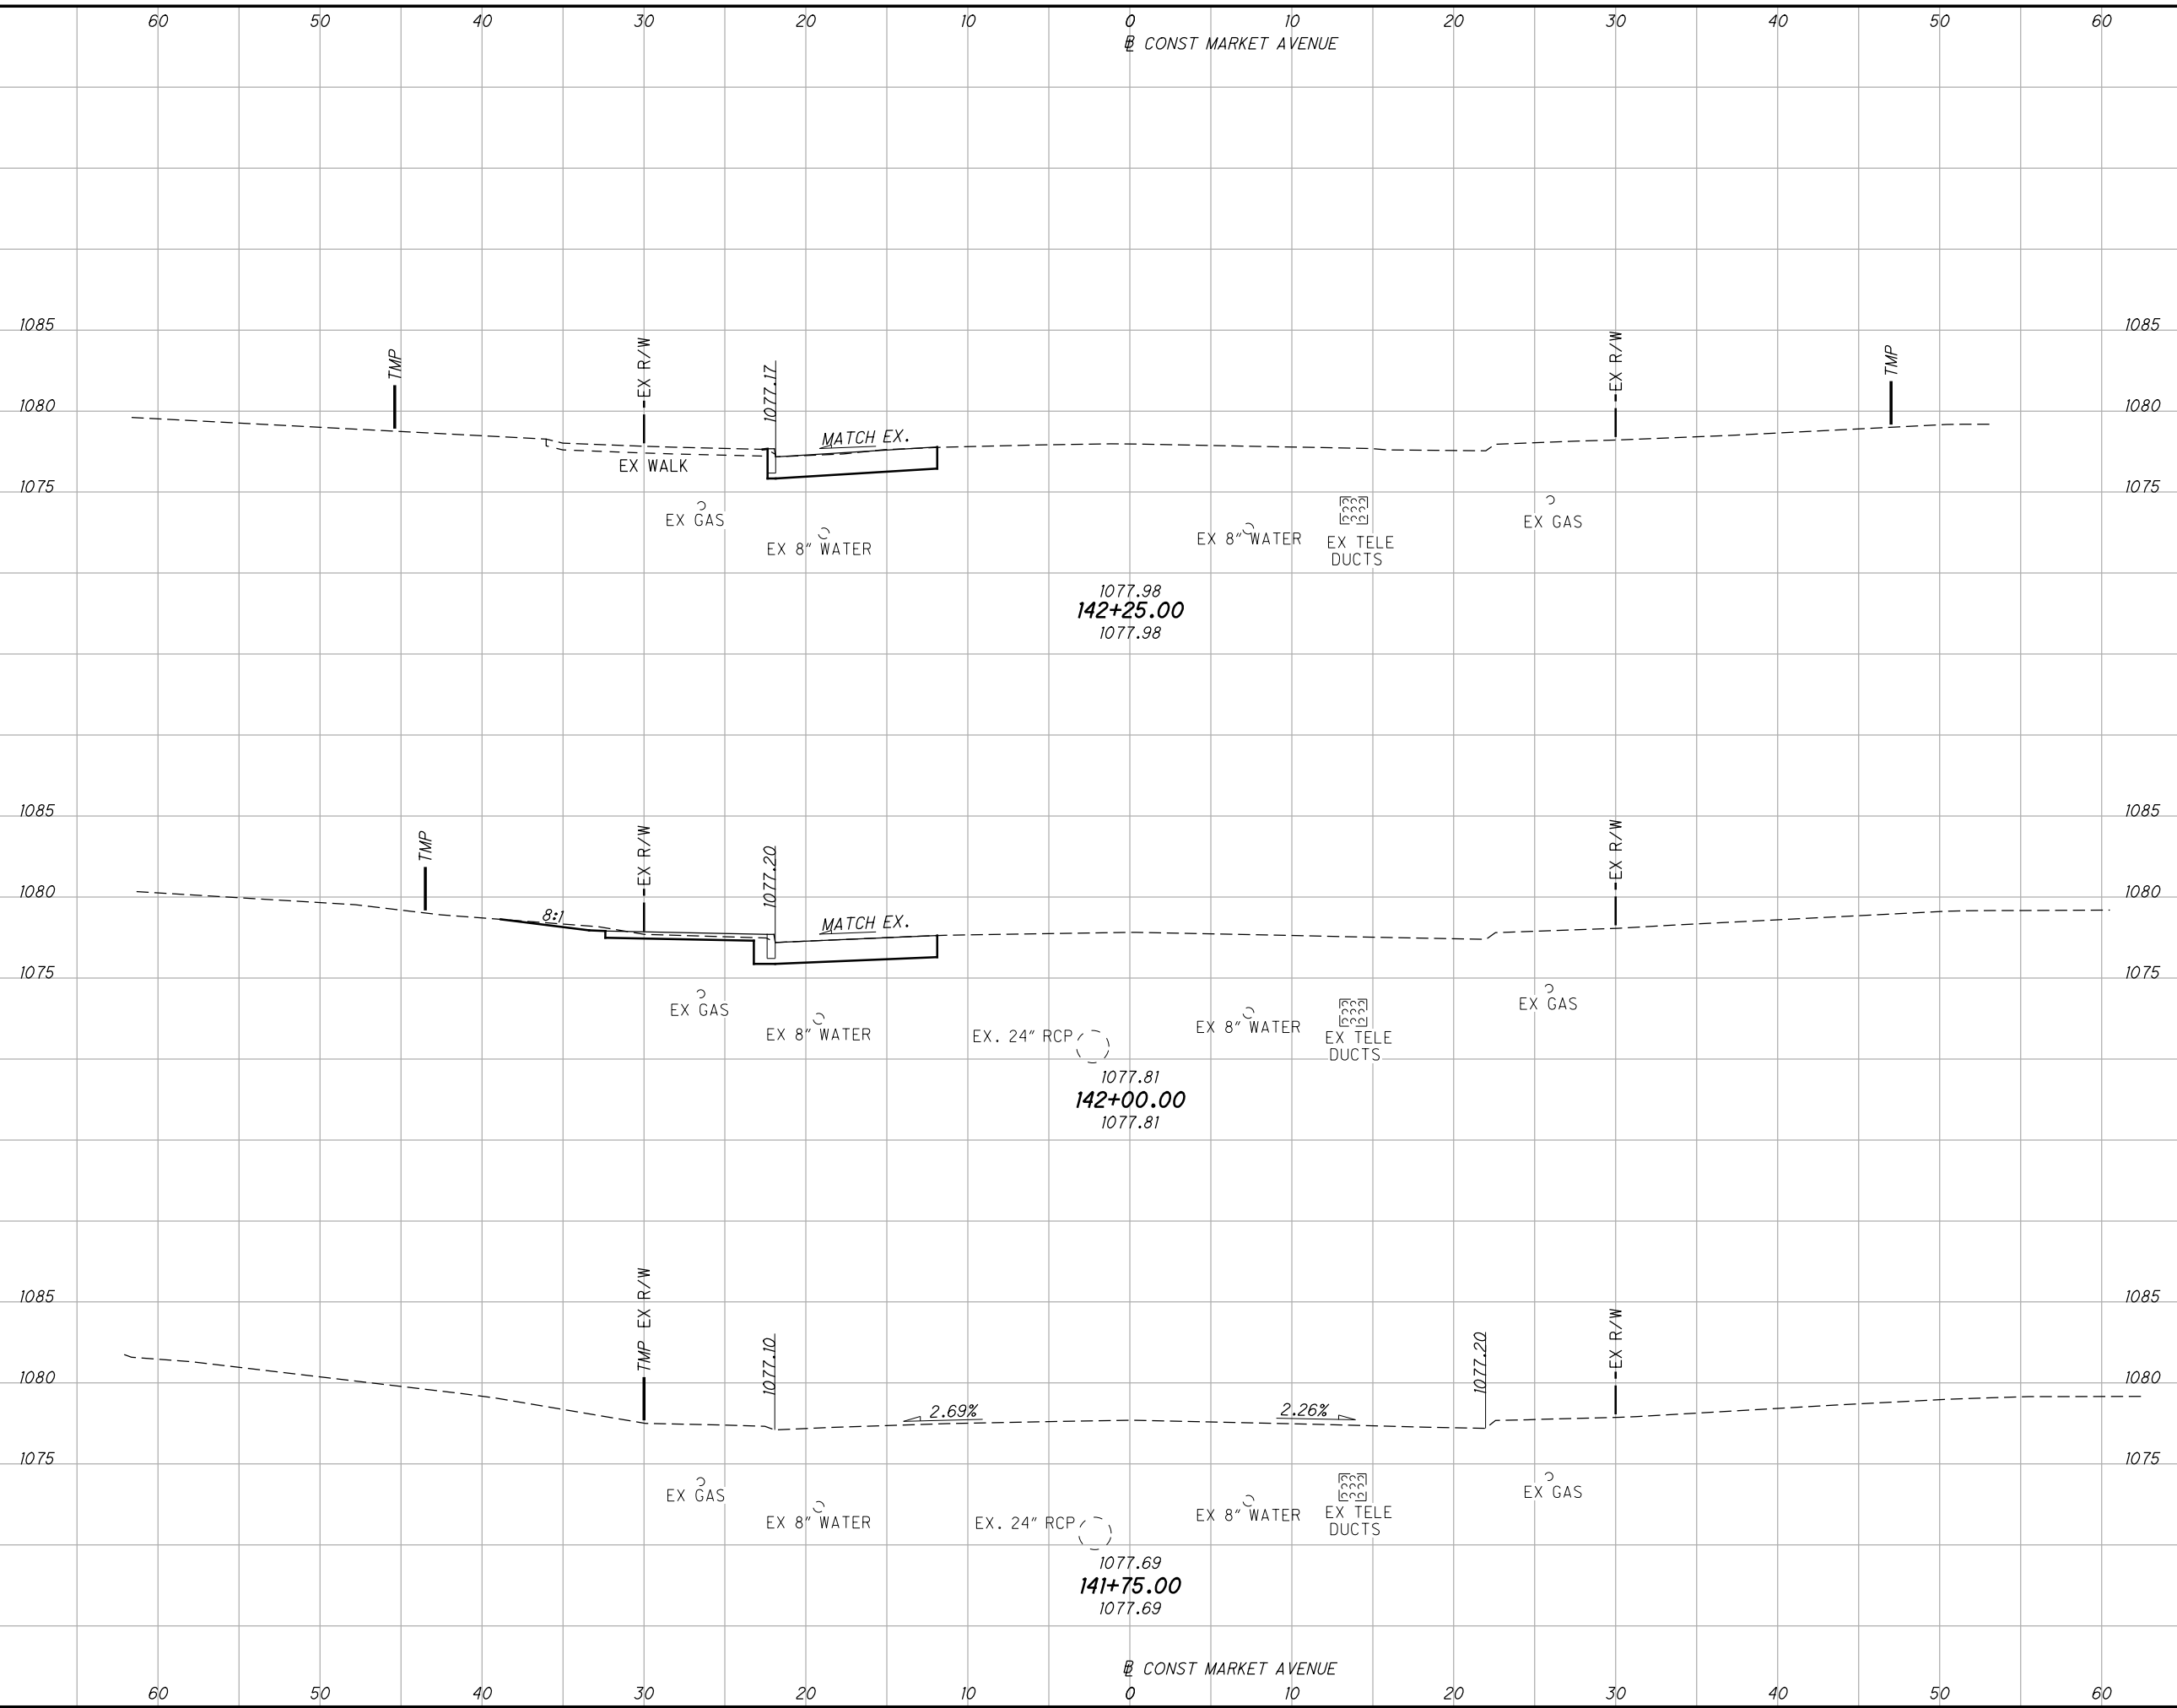 60 50 40 30 20 10 0 10 20 30 40 50 60
℄ CONST MARKET AVENUE
1085 1085
TMP
EX R/W
1077.17
EX R/W
TMP
1080 1080
MATCH EX.
EX WALK
1075 1075
EX GAS
EX 8" WATER
EX 8" WATER
EX TELE
DUCTS
EX GAS
1077.98
142+25.00
1077.98
1085 1085
TMP
EX R/W
1077.20
EX R/W
1080 1080
8:1
MATCH EX.
1075 1075
EX GAS
EX 8" WATER
EX. 24" RCP
EX 8" WATER
EX TELE
DUCTS
EX GAS
1077.81
142+00.00
1077.81
1085 1085
TMP EX R/W
1077.10
1077.20
EX R/W
1080 1080
2.69%
2.26%
1075 1075
EX GAS
EX 8" WATER
EX. 24" RCP
EX 8" WATER
EX TELE
DUCTS
EX GAS
1077.69
141+75.00
1077.69
℄ CONST MARKET AVENUE
60 50 40 30 20 10 0 10 20 30 40 50 60